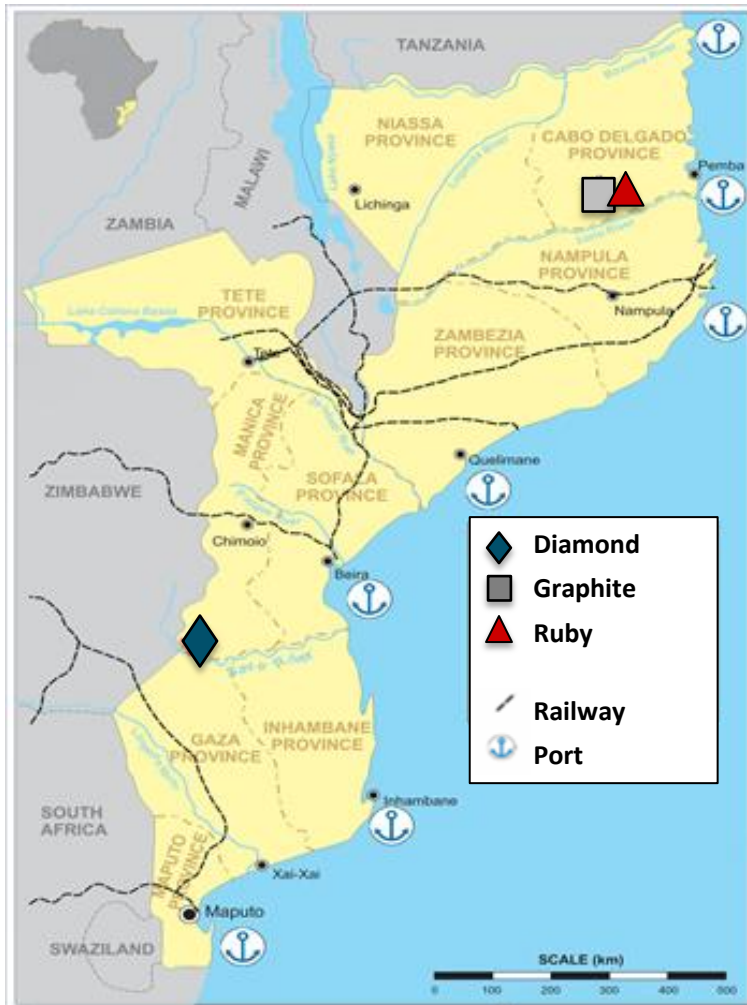 TANZANIA
NIASSA
PROVINCE
CABO DELGADO
PROVINCE
Pemba
Lichinga
MALAWI
ZAMBIA
NAMPULA
PROVINCE
TETE
PROVINCE
Nampula
ZAMBEZIA
PROVINCE
Tete
MANICA
PROVINCE
Quelimane
SOFALA
PROVINCE
ZIMBABWE
Chimoio
Beira
Diamond
Graphite
Ruby
Railway
Port
GAZA
PROVINCE
INHAMBANE
PROVINCE
SOUTH
AFRICA
Inhambane
MAPUTO
PROVINCE
Xai-Xai
Maputo
SWAZILAND
SCALE (km)
0 100 200 300 400 500